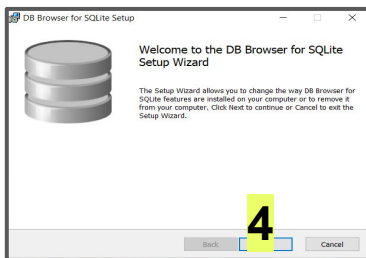 DB Browser for SQLite Setup
Welcome to the DB Browser for SQLite
Setup Wizard
The Setup Wizard allows you to change the way DB Browser for
SQLite features are installed on your computer or to remove it
from your computer. Click Next to continue or Cancel to exit the
Setup Wizard.
Back
4
Cancel